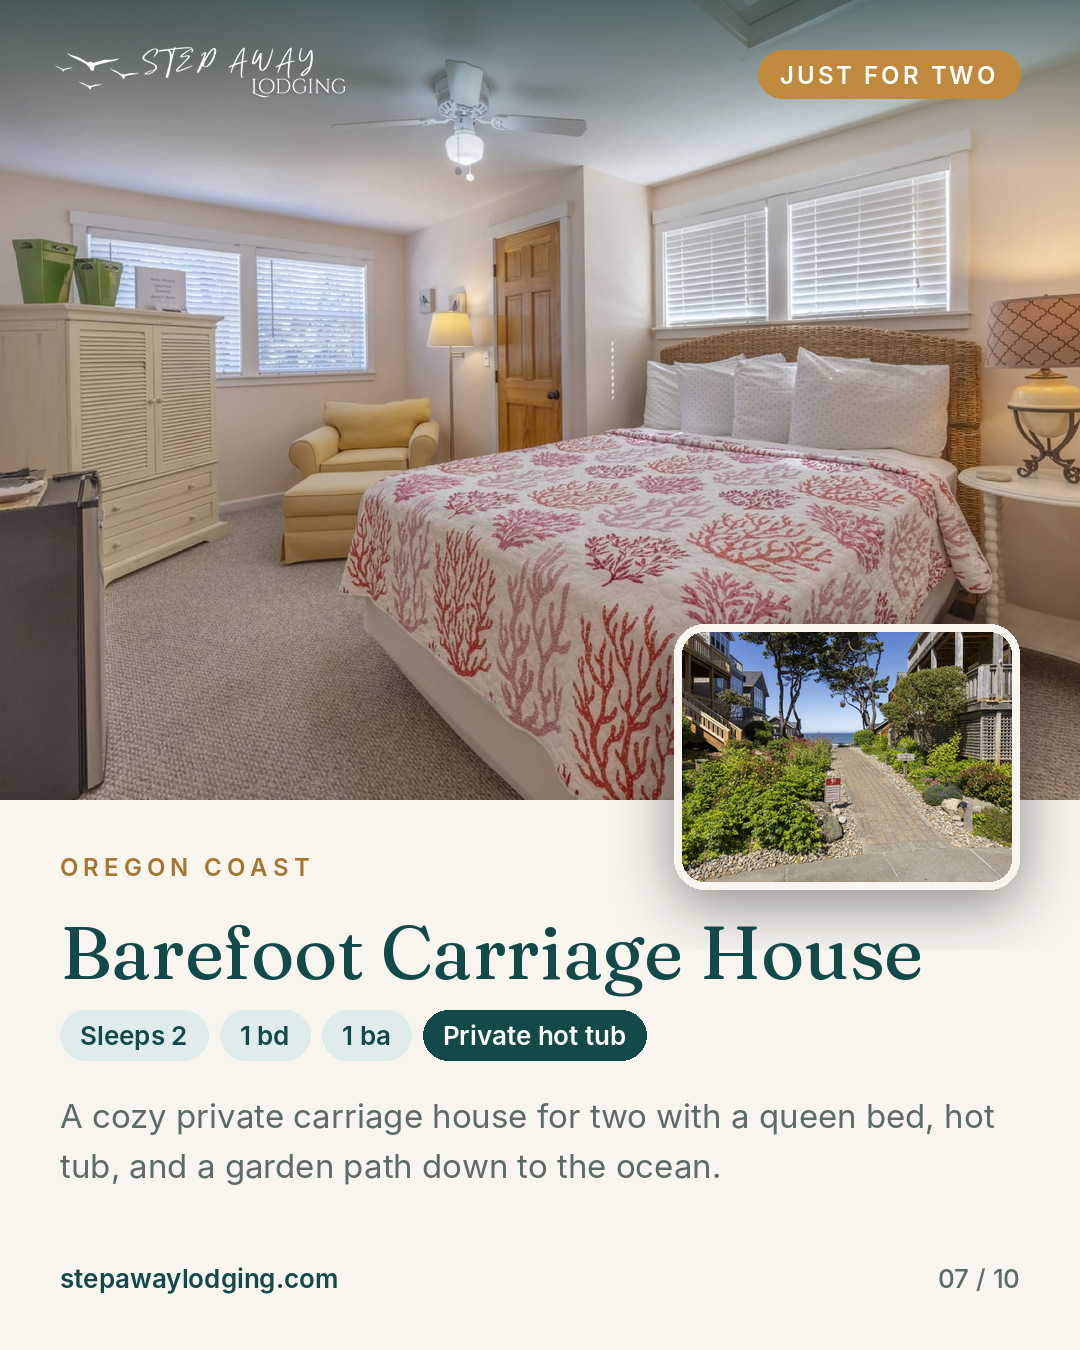 STEP AWAY
LODGING
JUST FOR TWO
OREGON COAST
Barefoot Carriage House
Sleeps 2
1 bd
1 ba
Private hot tub
A cozy private carriage house for two with a queen bed, hot
tub, and a garden path down to the ocean.
stepawaylodging.com
07 / 10